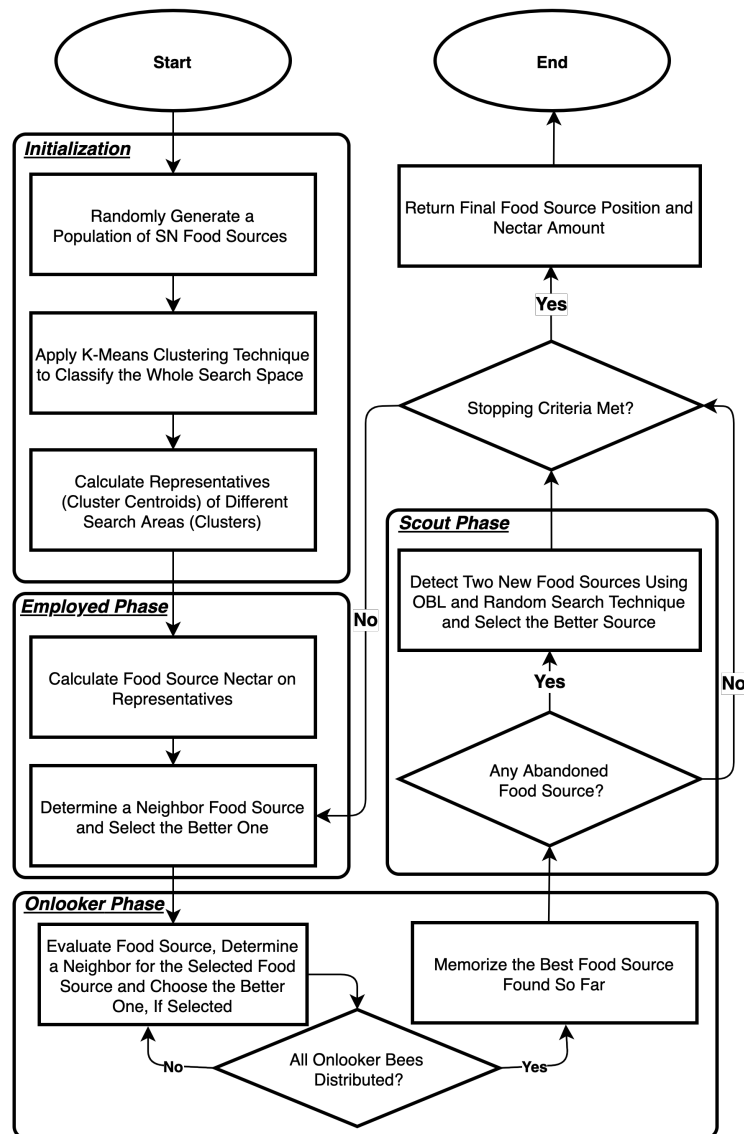 Start
Initialization
Randomly Generate a
Population of SN Food Sources
Apply K-Means Clustering Technique
to Classify the Whole Search Space
Calculate Representatives
(Cluster Centroids) of Different
Search Areas (Clusters)
Employed Phase
Calculate Food Source Nectar on
Representatives
Determine a Neighbor Food Source
and Select the Better One
Onlooker Phase
Evaluate Food Source, Determine
a Neighbor for the Selected Food
Source and Choose the Better
One, If Selected
All Onlooker Bees
Distributed?
No
Yes
Memorize the Best Food Source
Found So Far
Scout Phase
Any Abandoned
Food Source?
Yes
No
Detect Two New Food Sources Using
OBL and Random Search Technique
and Select the Better Source
Stopping Criteria Met?
No
Yes
Return Final Food Source Position and
Nectar Amount
End